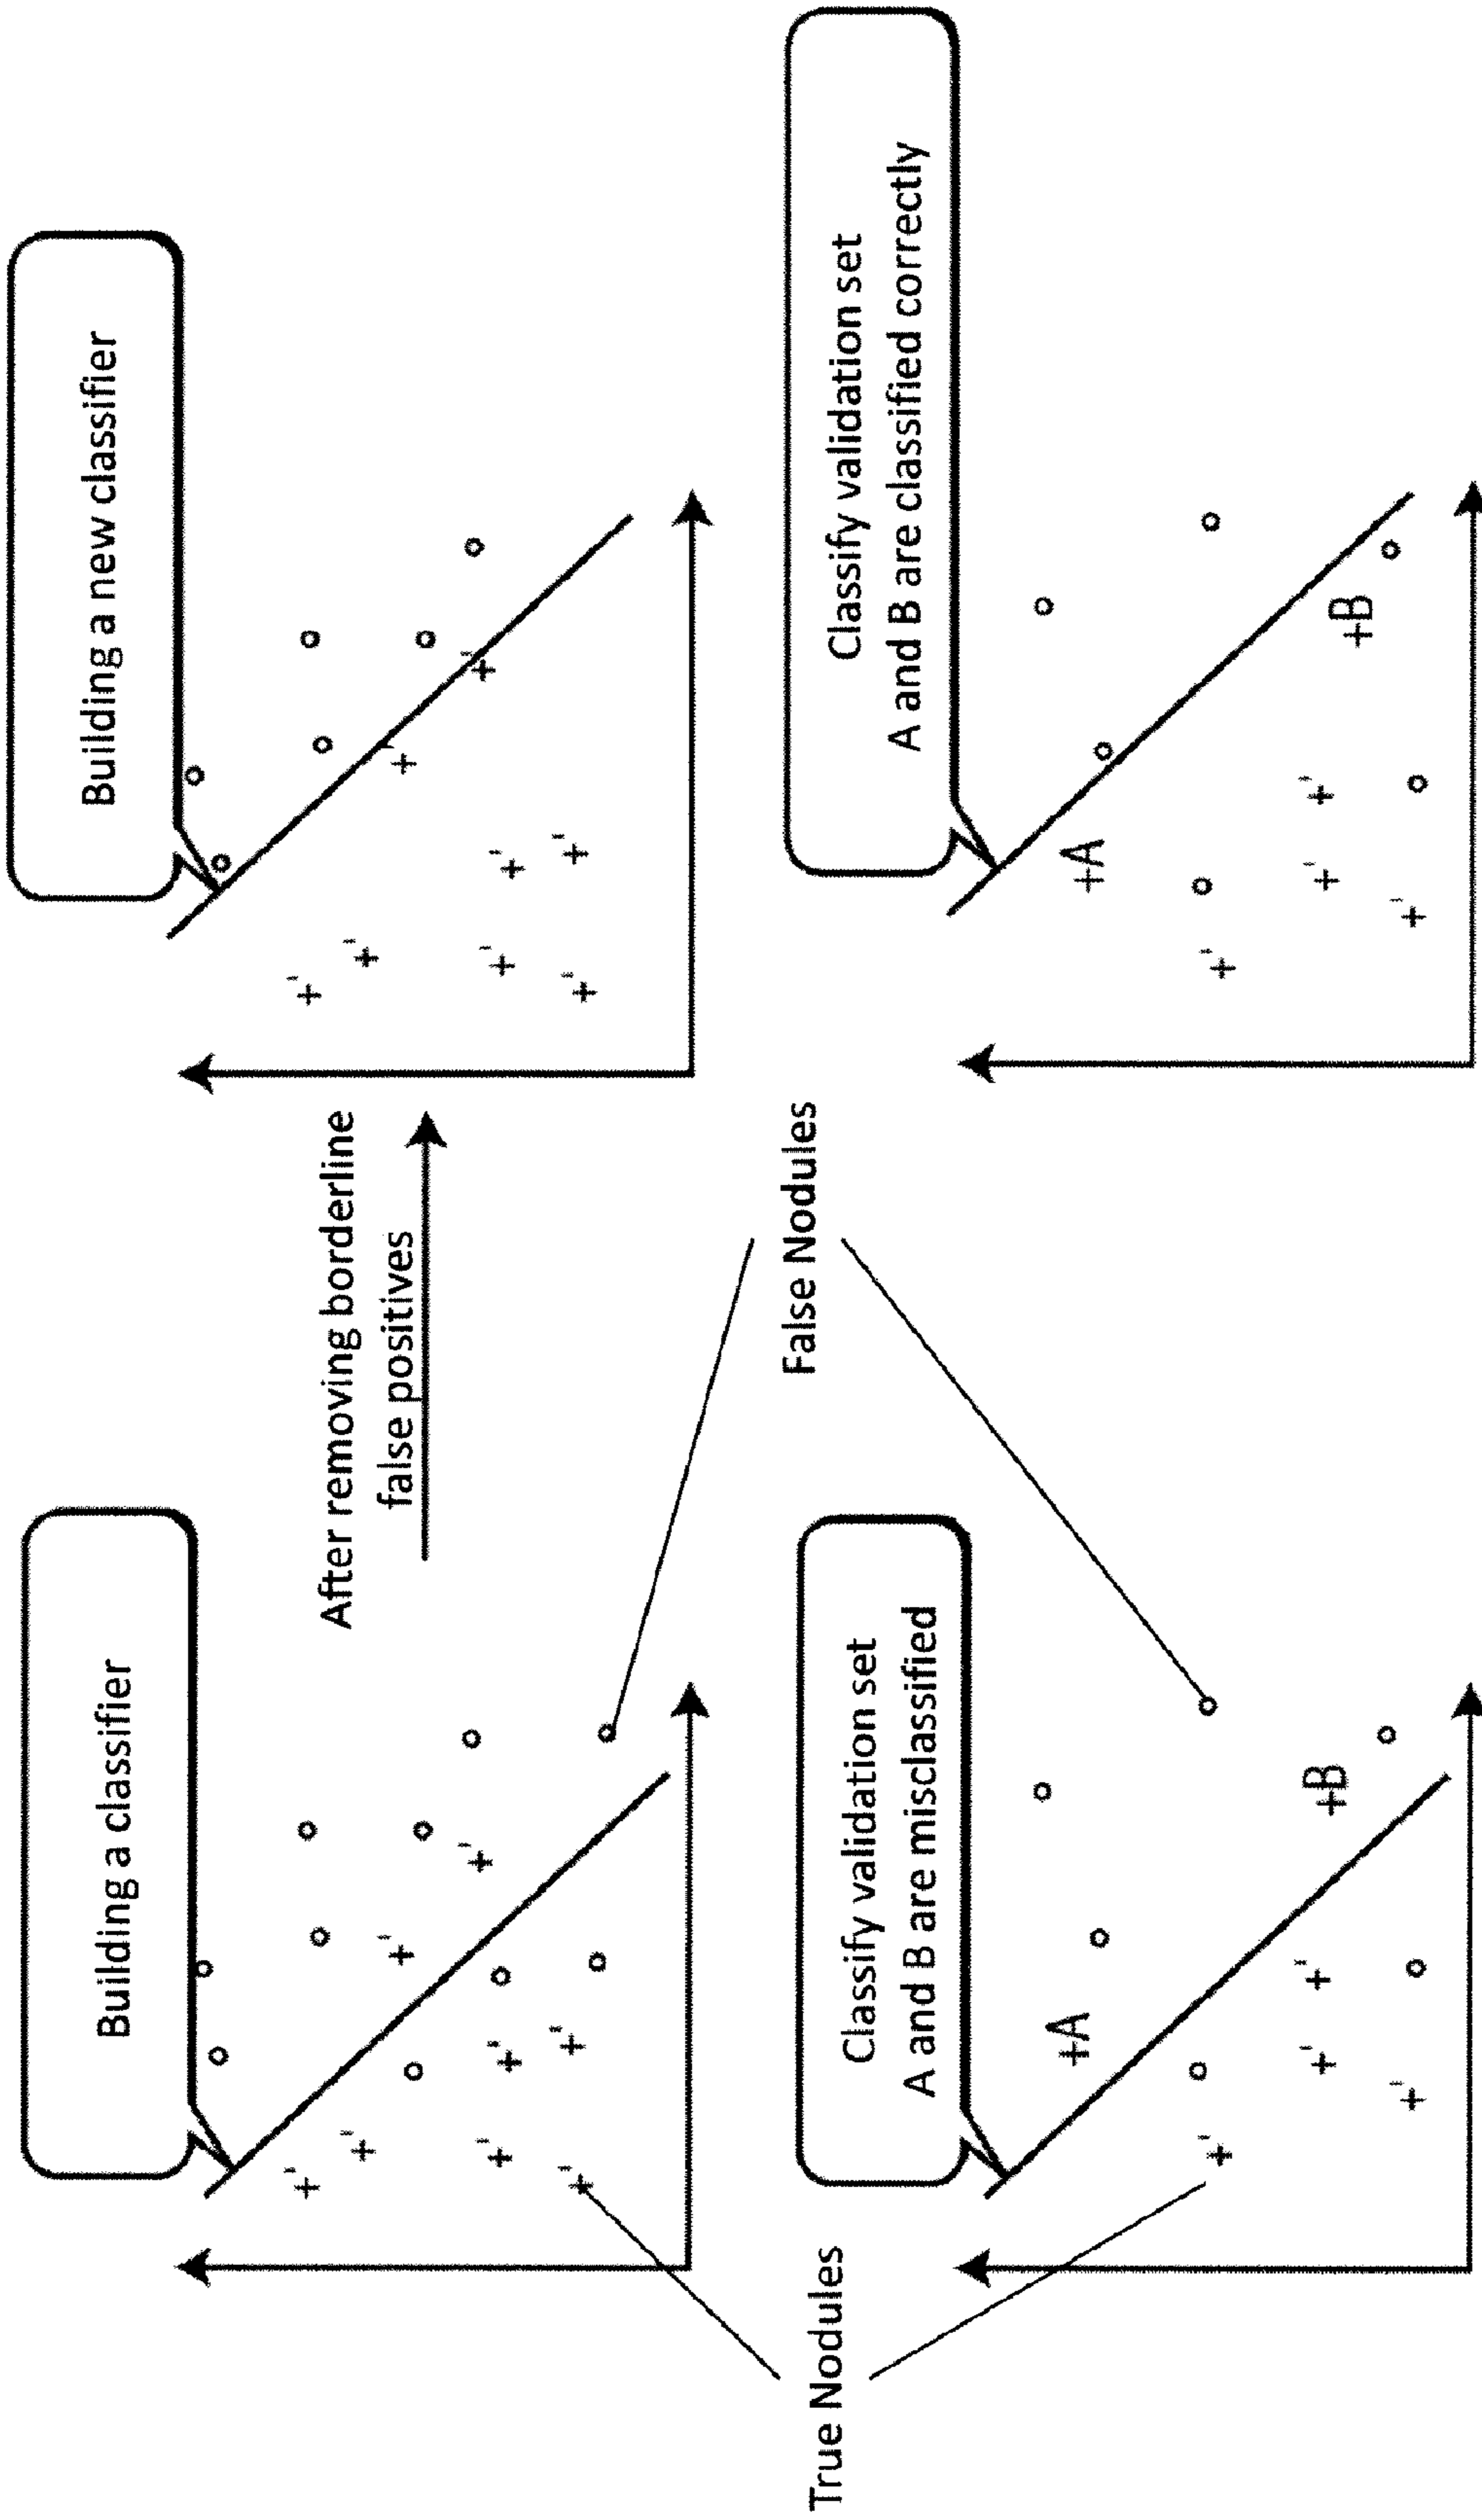 Building a classifier
After removing borderline
false positives
Building a new classifier
True Nodules
False Nodules
Classify validation set
A and B are misclassified
+A
+B
Classify validation set
A and B are classified correctly
+A
+B